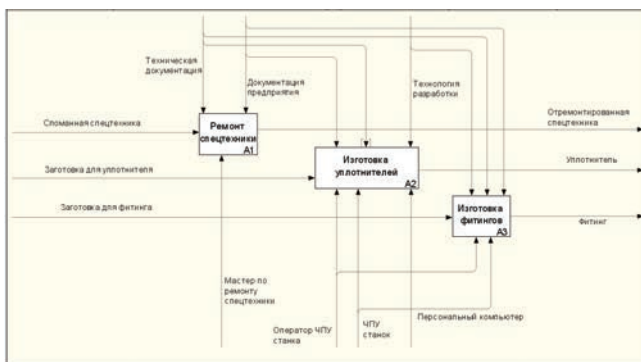 Техническая
документация
Документация
предприятия
Технология
разработки
Сломанная спецтехника
Ремонт
спецтехники
A1
Отремонтированная
спецтехника
Заготовка для уплотнителя
Изготовка
уплотнителей
A2
Уплотнитель
Заготовка для фитинга
Изготовка
фитингов
A3
Фитинг
Мастер по
ремонту
спецтехники
Оператор ЧПУ
станка
ЧПУ
станок
Персональный компьютер